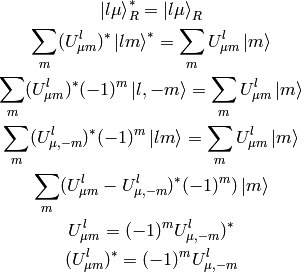 |lμ⟩_R^* = |lμ⟩_R
∑_m (U^l_{μm})^* |lm⟩^* = ∑_m U^l_{μm} |m⟩
∑_m (U^l_{μm})^* (-1)^m |l, -m⟩ = ∑_m U^l_{μm} |m⟩
∑_m (U^l_{μ,-m})^* (-1)^m |lm⟩ = ∑_m U^l_{μm} |m⟩
∑_m (U^l_{μm} - U^l_{μ,-m})^* (-1)^m) |m⟩
U^l_{μm} = (-1)^m U^l_{μ,-m})^*
(U^l_{μm})^* = (-1)^m U^l_{μ,-m}